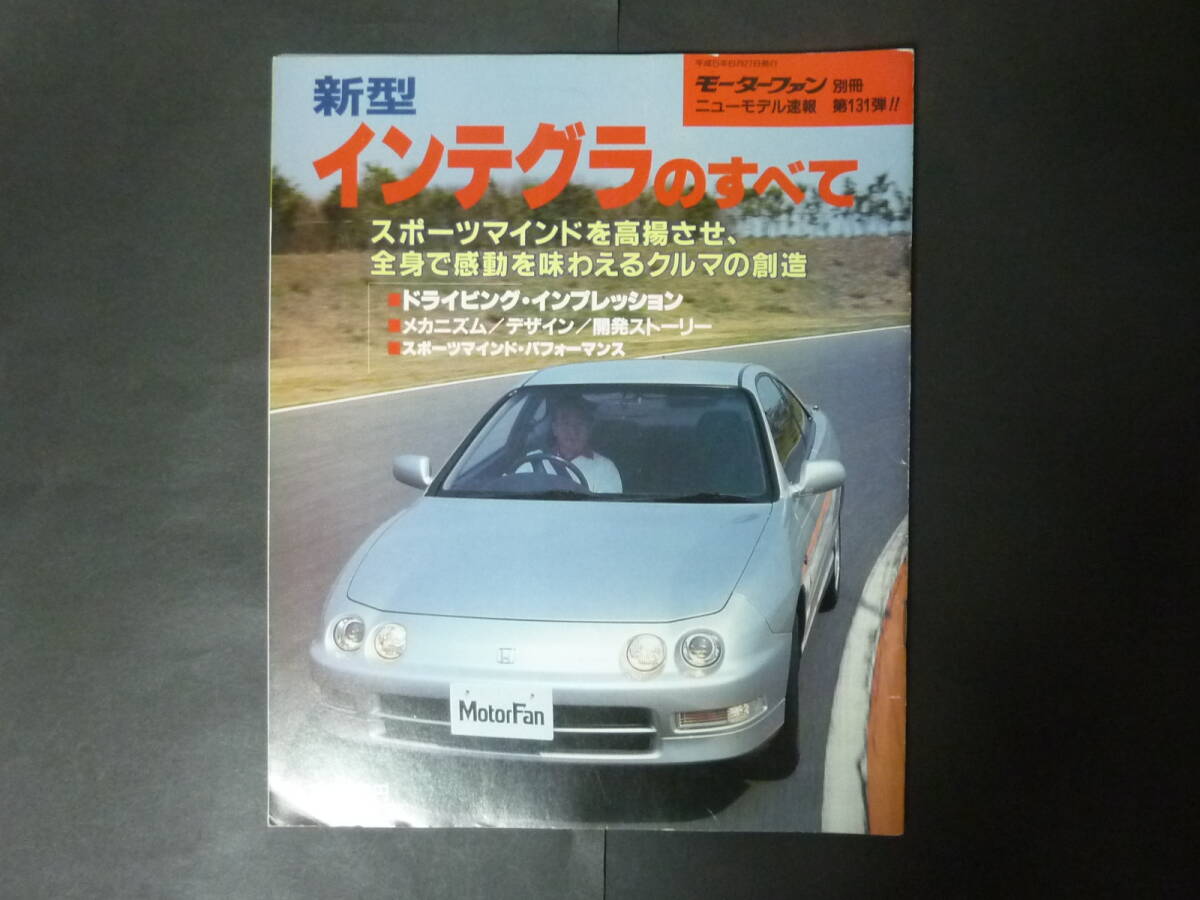 平成5年6月27日発行
モーターファン 別冊
ニューモデル速報 第131弾!!
新型
インテグラのすべて
スポーツマインドを高揚させ、
全身で感動を味わえるクルマの創造
■ドライビング・インプレッション
■メカニズム/デザイン/開発ストーリー
■スポーツマインド・パフォーマンス
MotorFan
円